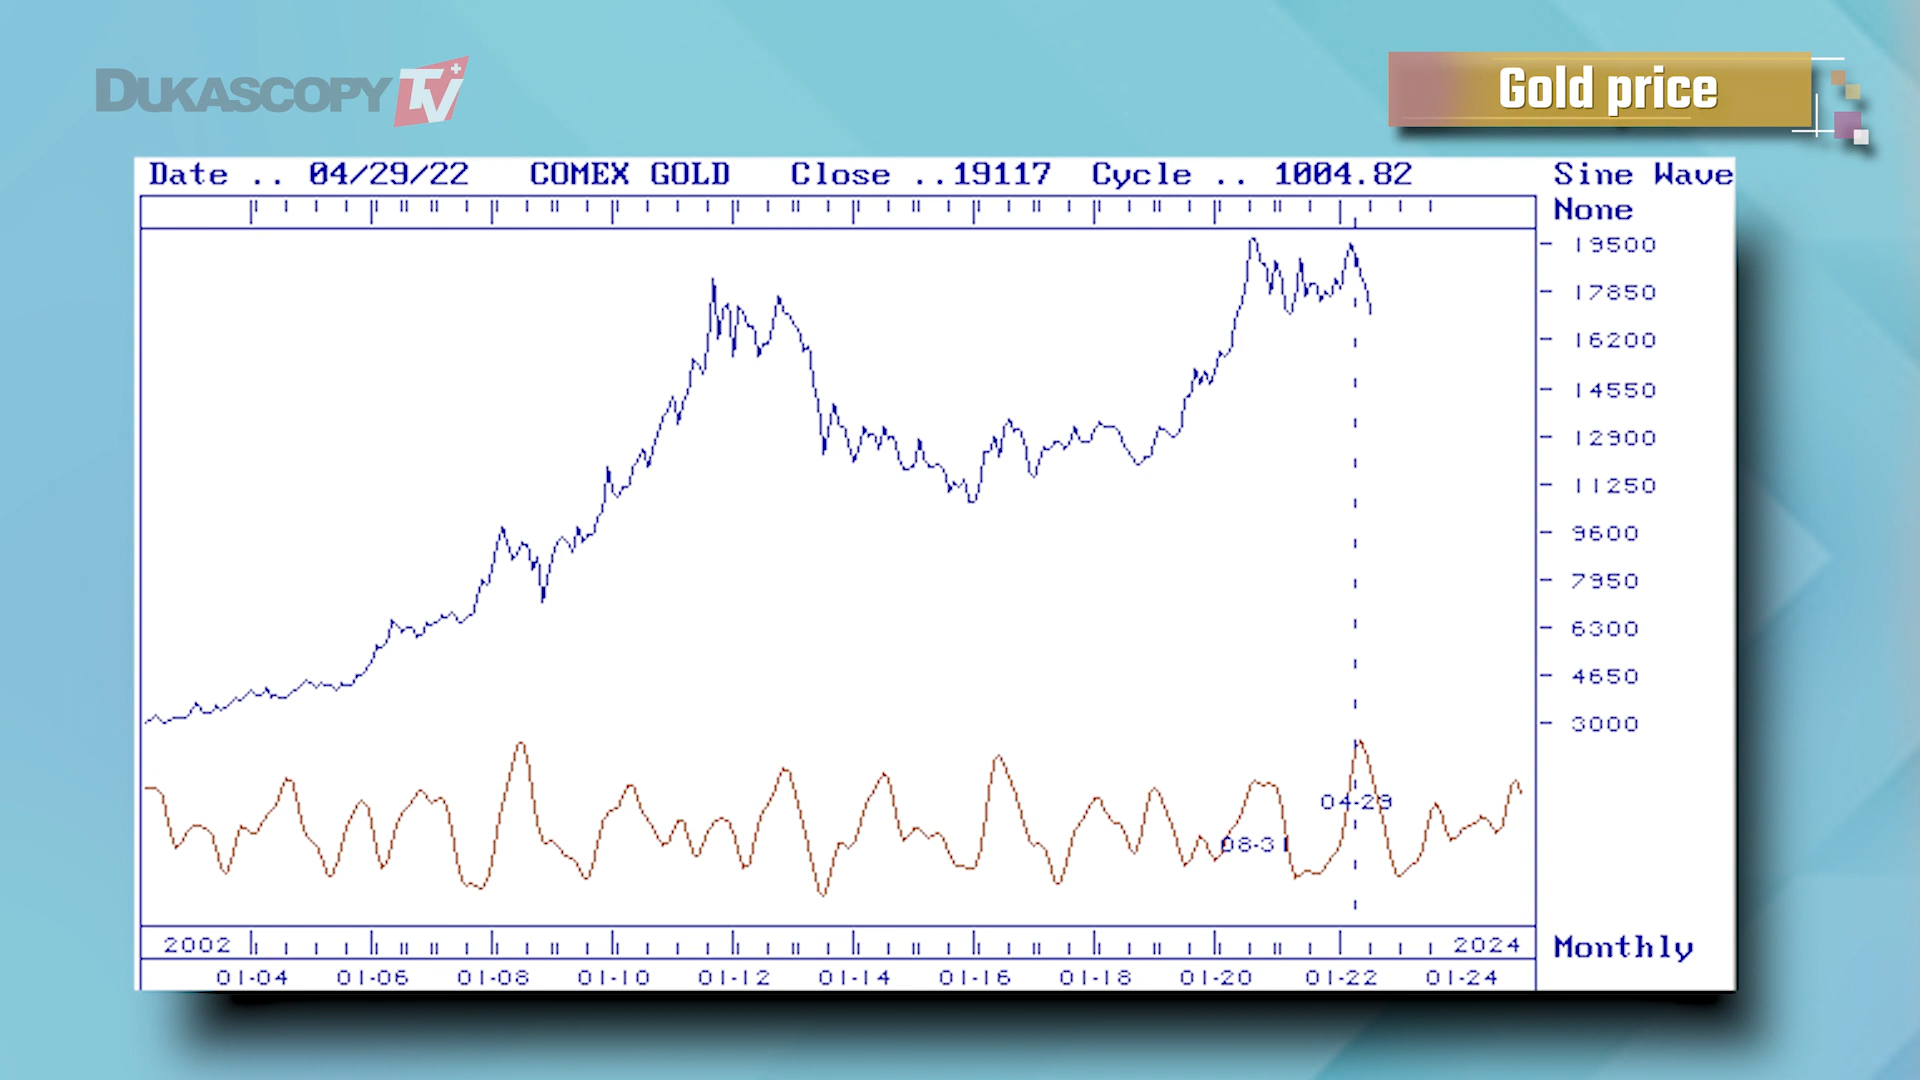 DUKASCOPY TV+
Gold price
Date .. 04/29/22 COMEX GOLD Close ..19117 Cycle .. 1004.82 Sine Wave
None
19500
17850
16200
14550
12900
11250
9600
7950
6300
4650
3000
04-29
08-31
2002 2024 Monthly
01-04 01-06 01-08 01-10 01-12 01-14 01-16 01-18 01-20 01-22 01-24